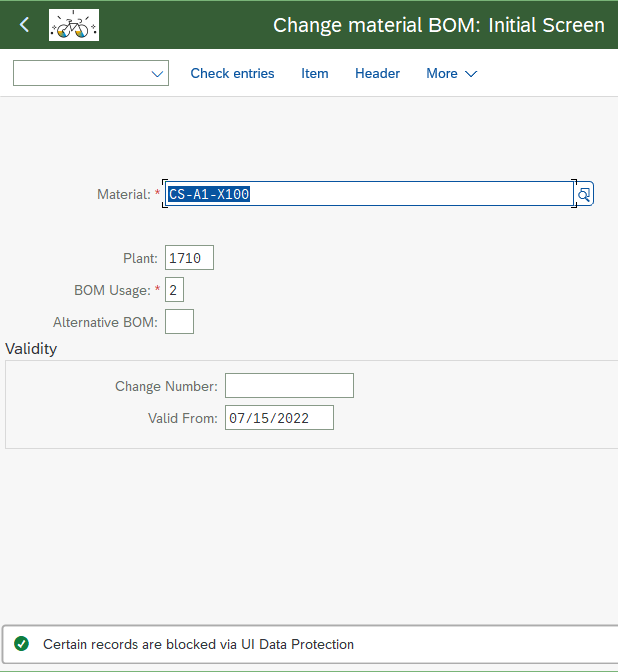 Change material BOM: Initial Screen
Check entries Item Header More
Material: * CS-A1-X100
Plant: 1710
BOM Usage: * 2
Alternative BOM:
Validity
Change Number:
Valid From: 07/15/2022
Certain records are blocked via UI Data Protection